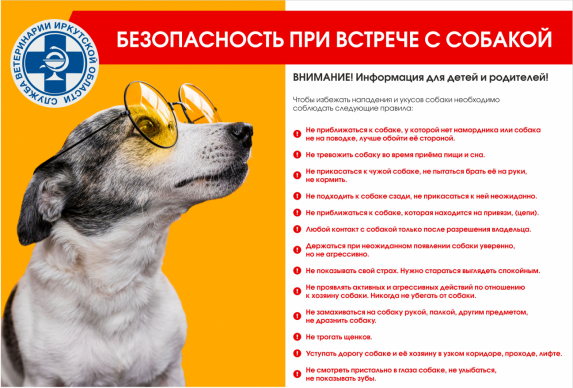 СЛУЖБА ВЕТЕРИНАРИИ ИРКУТСКОЙ ОБЛАСТИ
БЕЗОПАСНОСТЬ ПРИ ВСТРЕЧЕ С СОБАКОЙ
ВНИМАНИЕ! Информация для детей и родителей!
Чтобы избежать нападения и укусов собаки необходимо
соблюдать следующие правила:
Не приближаться к собаке, у которой нет намордника или собака
не на поводке, лучше обойти её стороной.
Не тревожить собаку во время приёма пищи и сна.
Не прикасаться к чужой собаке, не пытаться брать её на руки,
не кормить.
Не подходить к собаке сзади, не прикасаться к ней неожиданно.
Не приближаться к собаке, которая находится на привязи, (цепи).
Любой контакт с собакой только после разрешения владельца.
Держаться при неожиданном появлении собаки уверенно,
но не агрессивно.
Не показывать свой страх. Нужно стараться выглядеть спокойным.
Не проявлять активных и агрессивных действий по отношению
к хозяину собаки. Никогда не убегать от собаки.
Не замахиваться на собаку рукой, палкой, другим предметом,
не дразнить собаку.
Не трогать щенков.
Уступать дорогу собаке и её хозяину в узком коридоре, проходе, лифте.
Не смотреть пристально в глаза собаке, не улыбаться,
не показывать зубы.